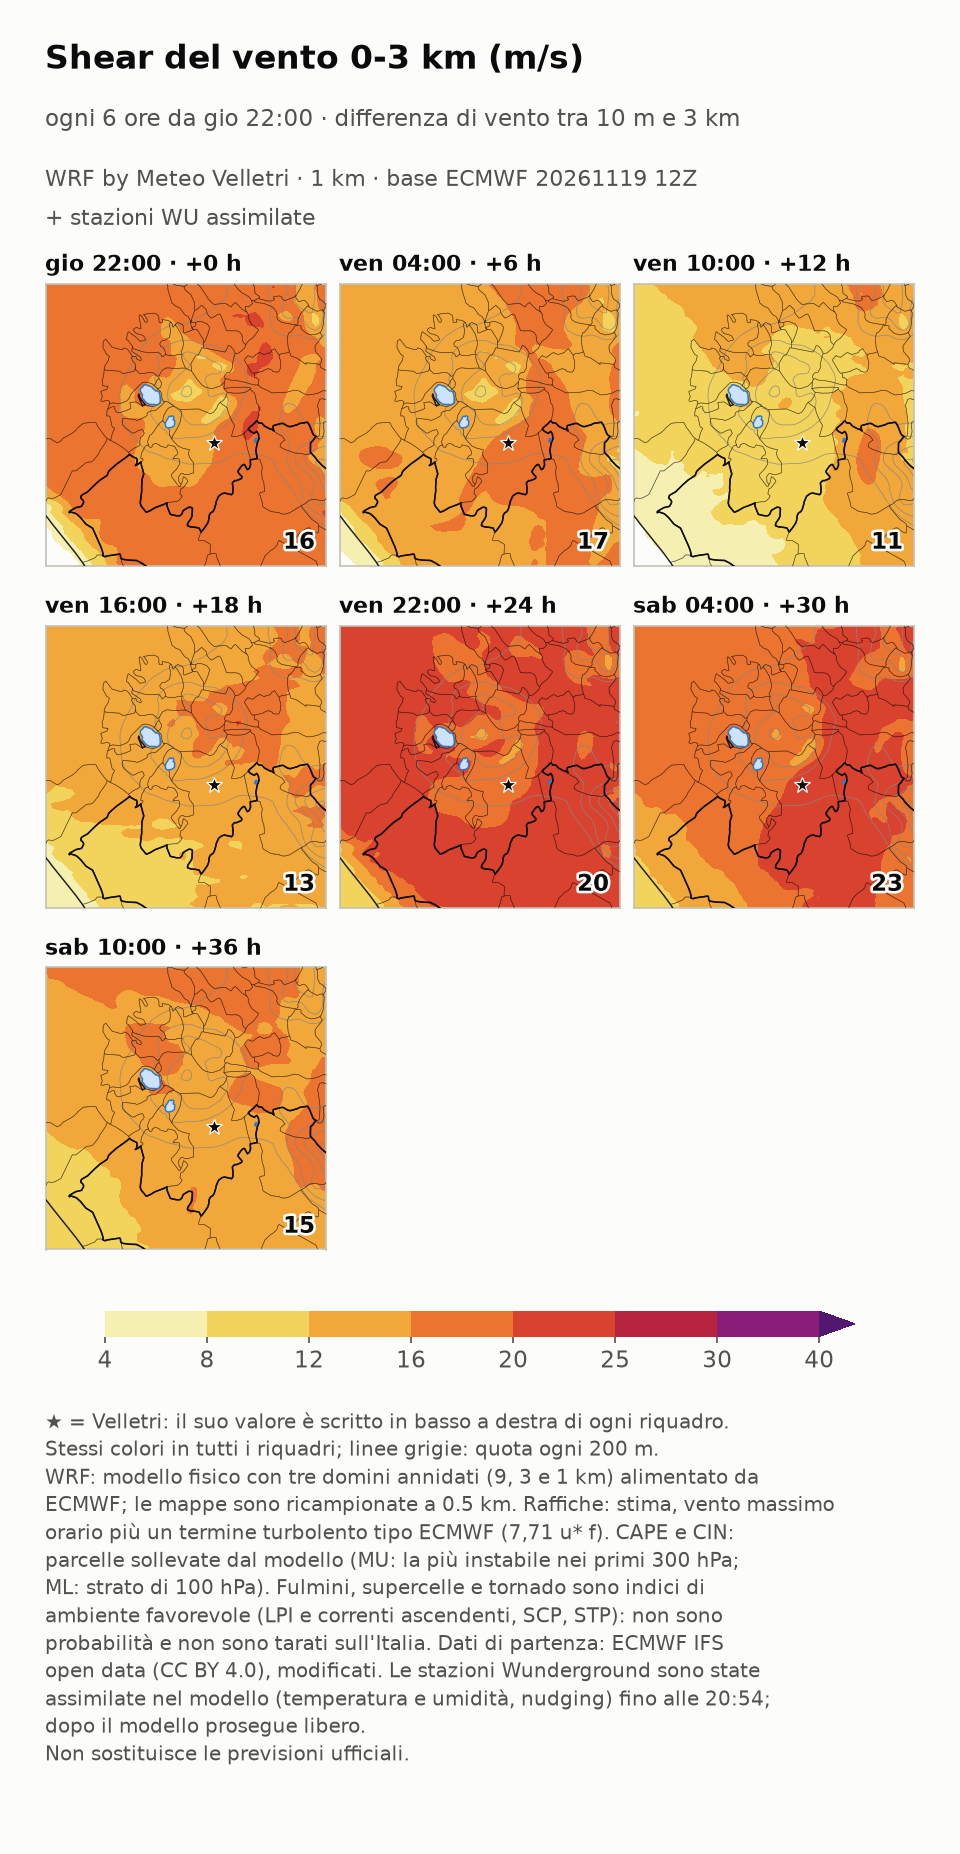 Shear del vento 0-3 km (m/s)
ogni 6 ore da gio 22:00 · differenza di vento tra 10 m e 3 km
WRF by Meteo Velletri · 1 km · base ECMWF 20261119 12Z
+ stazioni WU assimilate
gio 22:00 · +0 h
ven 04:00 · +6 h
ven 10:00 · +12 h
16
17
11
ven 16:00 · +18 h
ven 22:00 · +24 h
sab 04:00 · +30 h
13
20
23
sab 10:00 · +36 h
15
4 8 12 16 20 25 30 40
★ = Velletri: il suo valore è scritto in basso a destra di ogni riquadro.
Stessi colori in tutti i riquadri; linee grigie: quota ogni 200 m.
WRF: modello fisico con tre domini annidati (9, 3 e 1 km) alimentato da
ECMWF; le mappe sono ricampionate a 0.5 km. Raffiche: stima, vento massimo
orario più un termine turbolento tipo ECMWF (7,71 u* f). CAPE e CIN:
parcelle sollevate dal modello (MU: la più instabile nei primi 300 hPa;
ML: strato di 100 hPa). Fulmini, supercelle e tornado sono indici di
ambiente favorevole (LPI e correnti ascendenti, SCP, STP): non sono
probabilità e non sono tarati sull'Italia. Dati di partenza: ECMWF IFS
open data (CC BY 4.0), modificati. Le stazioni Wunderground sono state
assimilate nel modello (temperatura e umidità, nudging) fino alle 20:54;
dopo il modello prosegue libero.
Non sostituisce le previsioni ufficiali.